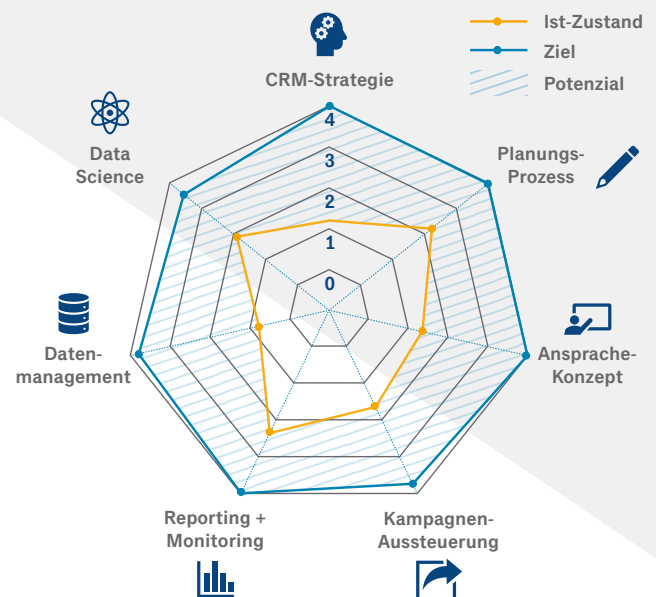 Ist-Zustand
Ziel
Potenzial
CRM-Strategie
4
3
2
1
0
Planungs-
Prozess
Data
Science
Ansprache-
Konzept
Daten-
management
Reporting +
Monitoring
Kampagnen-
Aussteuerung